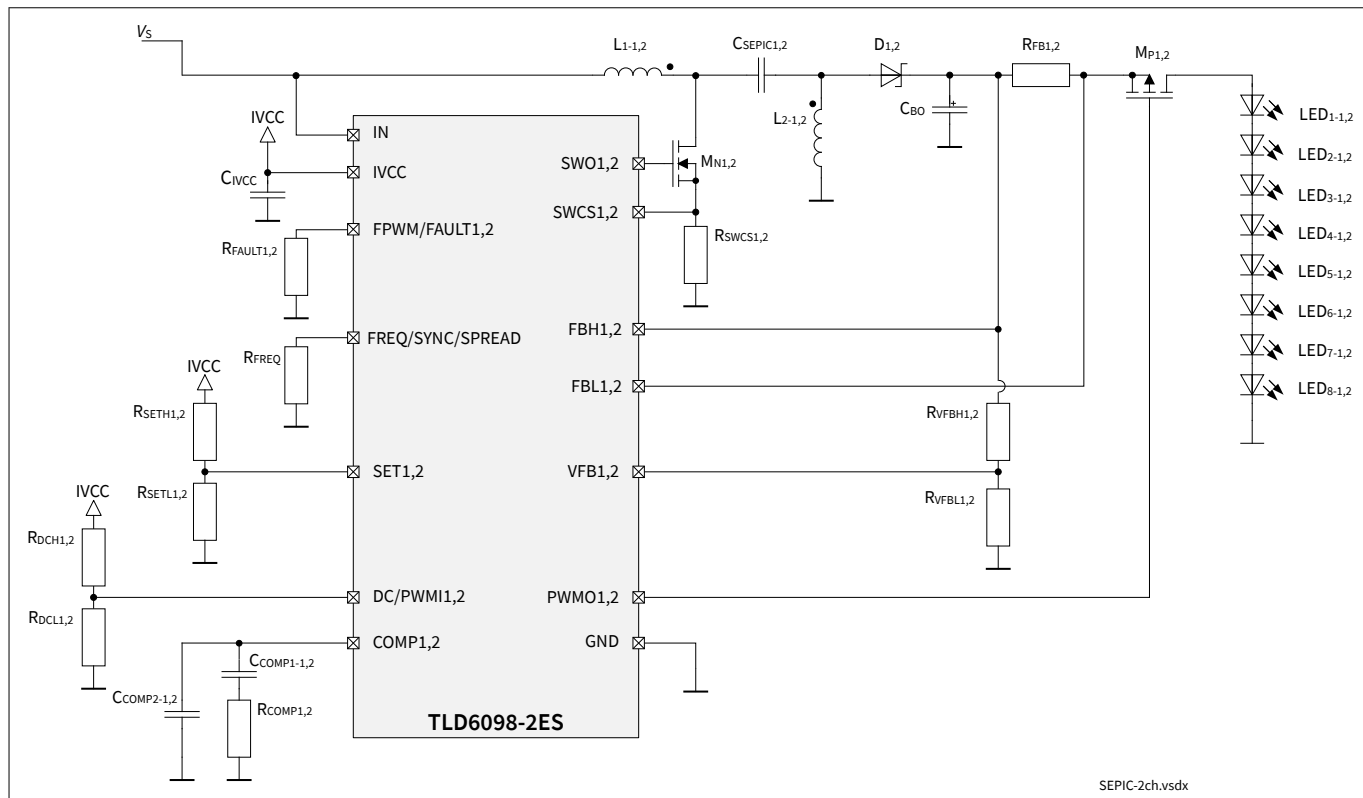 VS
L1-1,2
CSEPIC1,2
D1,2
RFB1,2
MP1,2
CBO
L2-1,2
LED1-1,2
LED2-1,2
LED3-1,2
LED4-1,2
LED5-1,2
LED6-1,2
LED7-1,2
LED8-1,2
IVCC
CIVCC
IN
IVCC
FPWM/FAULT1,2
RFAULT1,2
FREQ/SYNC/SPREAD
RFREQ
IVCC
RSETH1,2
RSETL1,2
SET1,2
IVCC
RDCH1,2
RDCL1,2
DC/PWMI1,2
COMP1,2
CCOMP1-1,2
CCOMP2-1,2
RCOMP1,2
SWO1,2
MN1,2
SWCS1,2
RSWCS1,2
FBH1,2
FBL1,2
RVFBH1,2
VFB1,2
RVFBL1,2
PWMO1,2
GND
TLD6098-2ES
SEPIC-2ch.vsdx